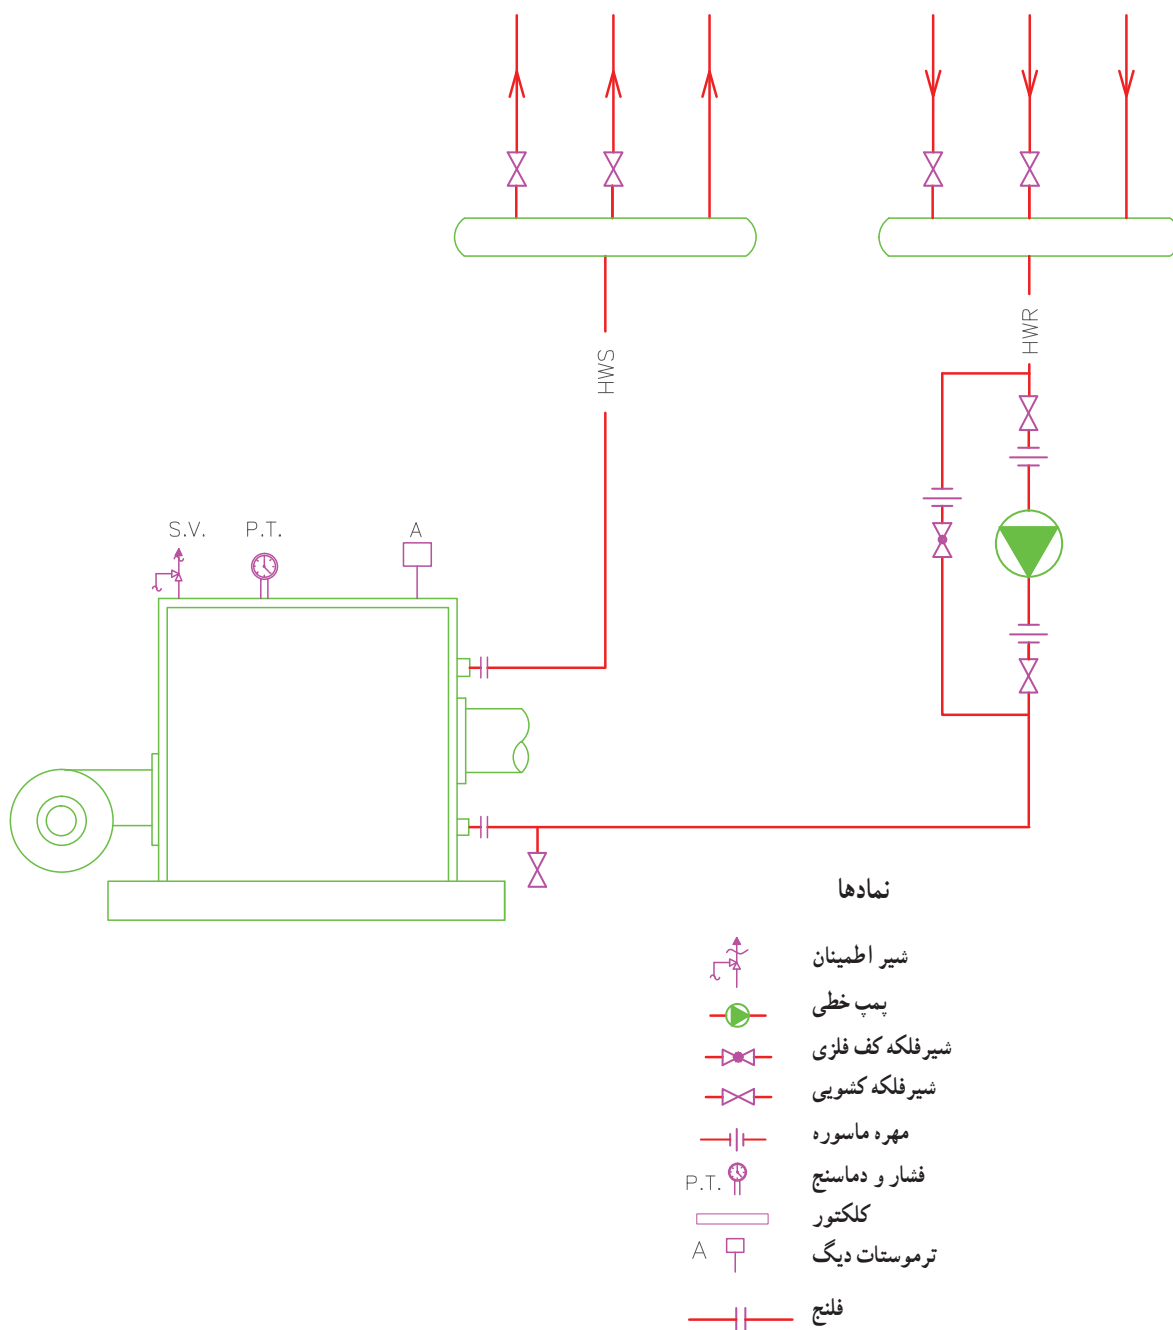 HWR
HWS
S.V.
P.T.
A
نمادها
شیر اطمینان
پمپ خطی
شیرفلکه کف فلزی
شیرفلکه کشویی
مهره ماسوره
فشار و دماسنج
P.T.
کلکتور
ترموستات دیگ
A
فلنج